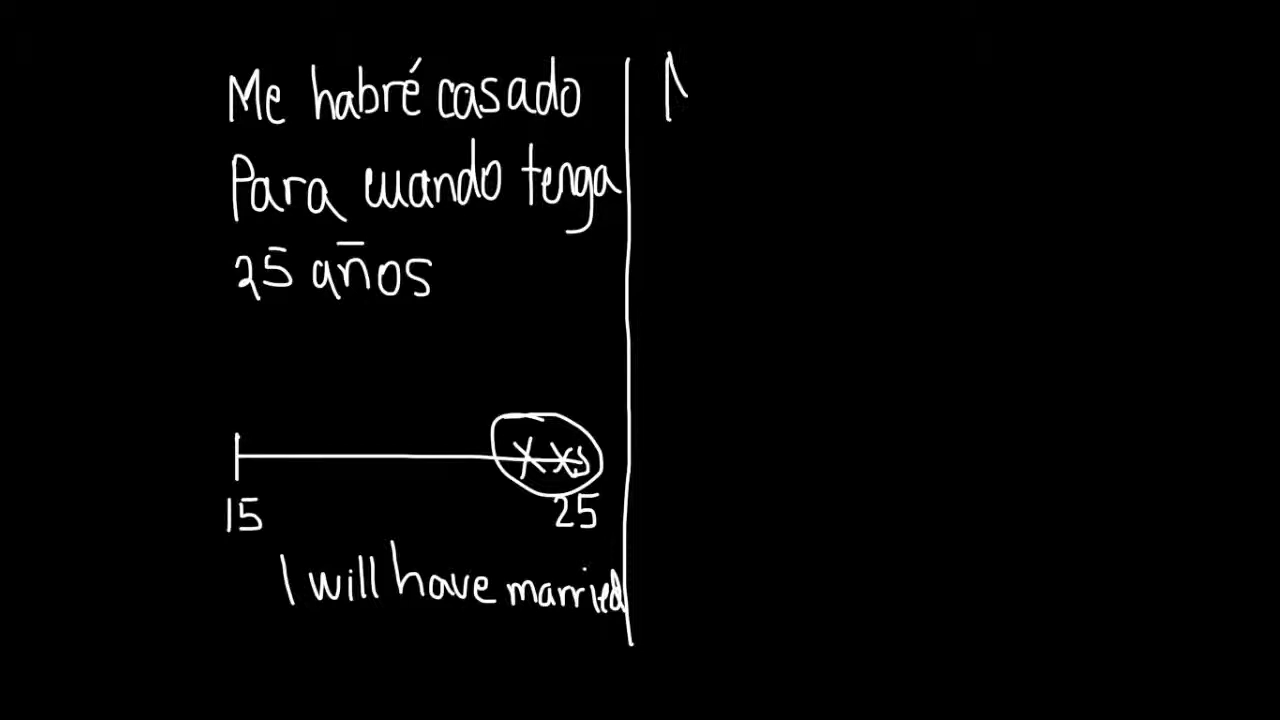 Me habré casado
Para cuando tenga
25 años
15
25
I will have married